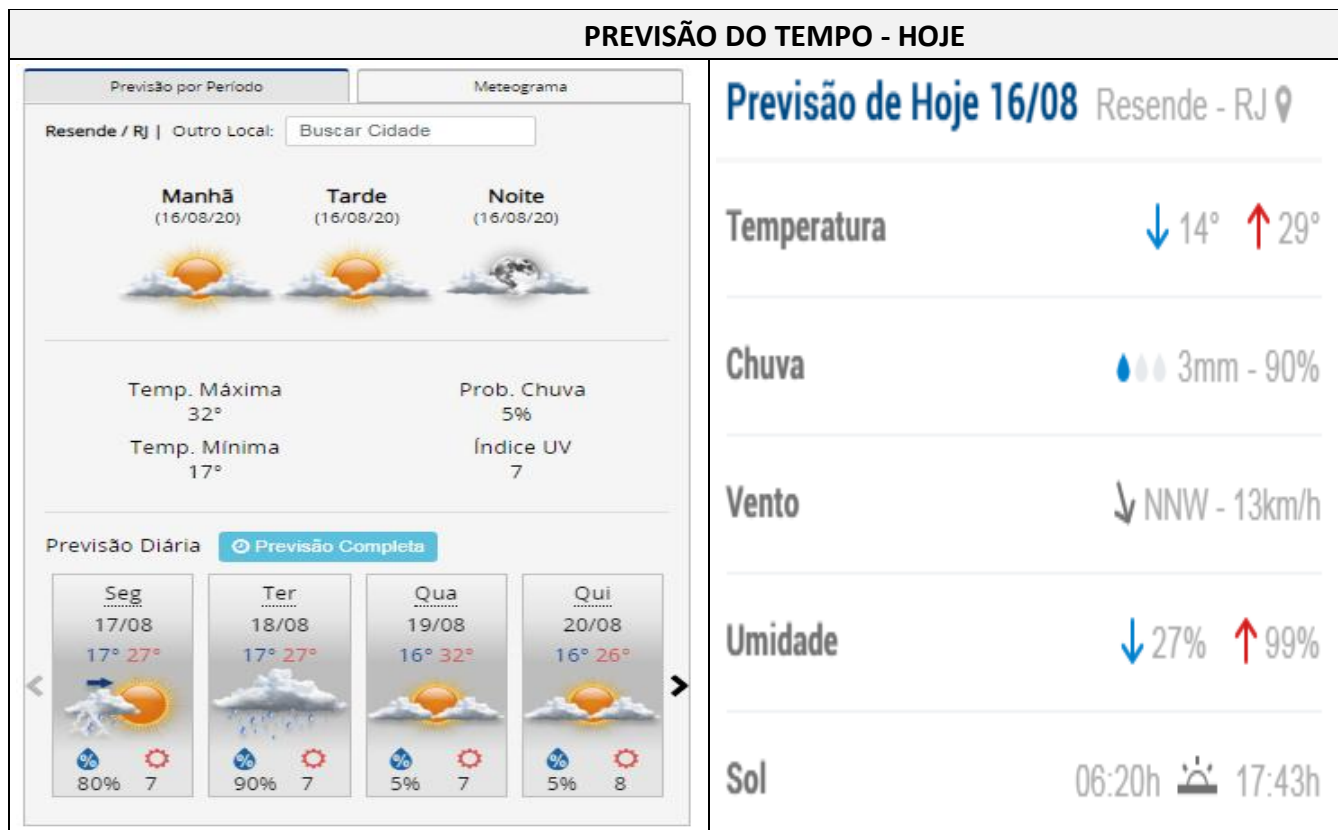 PREVISÃO DO TEMPO - HOJE
Previsão por Período
Meteograma
Resende / RJ | Outro Local: Buscar Cidade
Manhã Tarde Noite
(16/08/20) (16/08/20) (16/08/20)
Temp. Máxima Prob. Chuva
32° 5%
Temp. Mínima Índice UV
17° 7
Previsão Diária Previsão Completa
Seg Ter Qua Qui
17/08 18/08 19/08 20/08
17° 27° 17° 27° 16° 32° 16° 26°
% % % %
80% 7 90% 7 5% 7 5% 8
Previsão de Hoje 16/08 Resende - RJ
Temperatura 14° 29°
Chuva 3mm - 90%
Vento NNW - 13km/h
Umidade 27% 99%
Sol 06:20h 17:43h